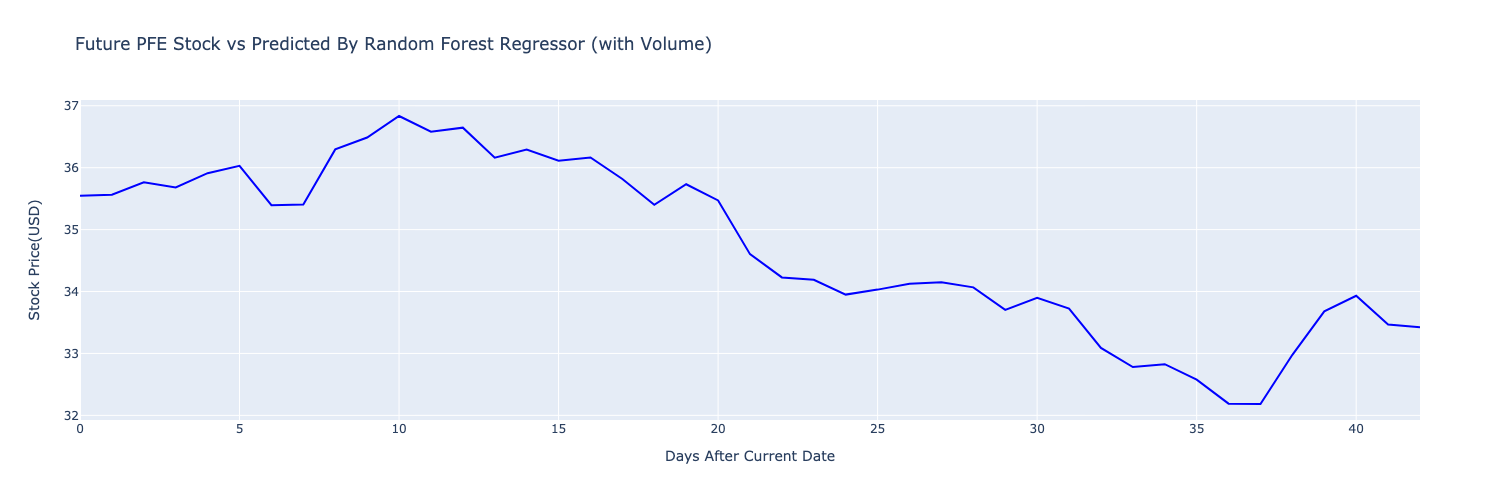 Future PFE Stock vs Predicted By Random Forest Regressor (with Volume)
37
36
35
34
33
32
Stock Price(USD)
0 5 10 15 20 25 30 35 40
Days After Current Date